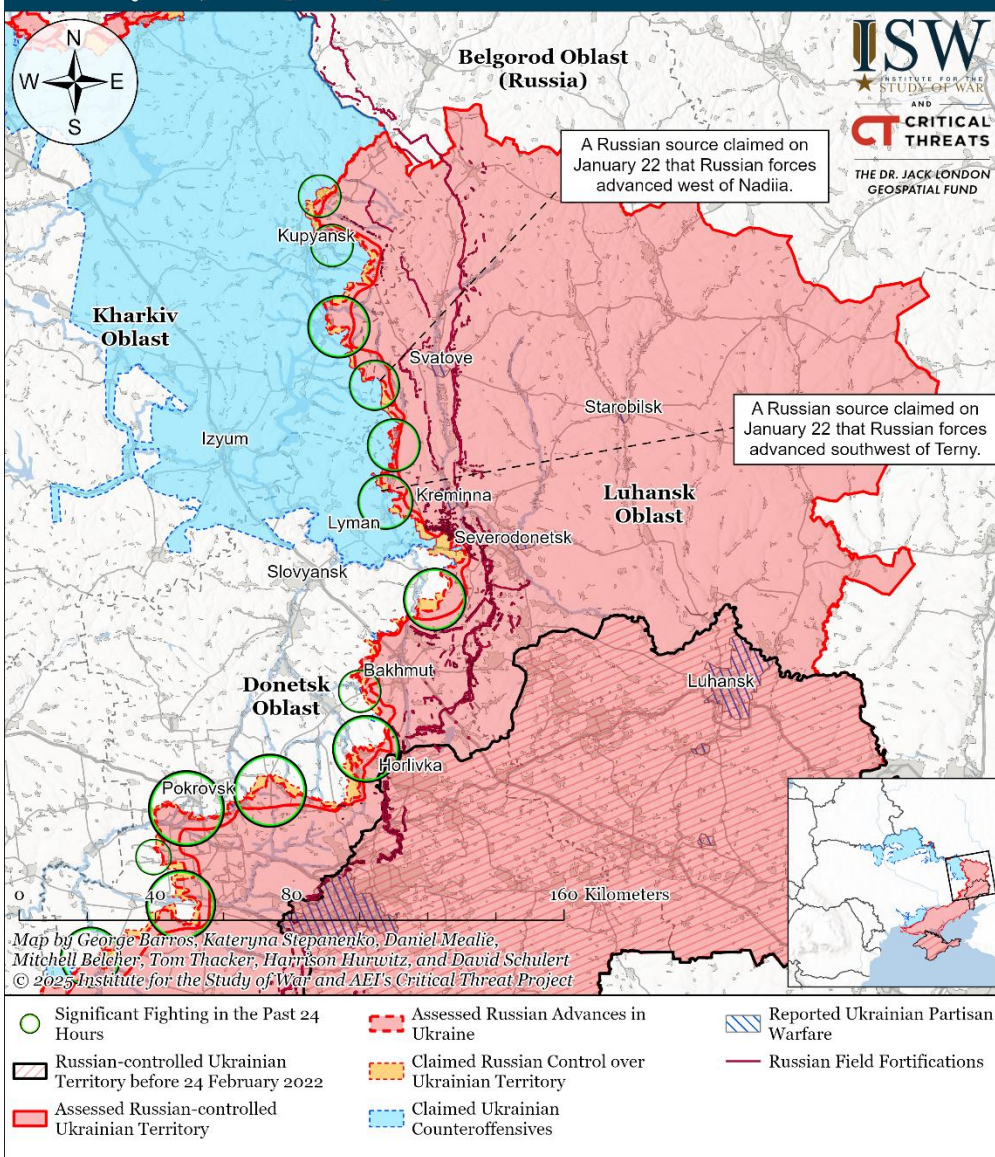 N
W
E
S
Belgorod Oblast
(Russia)
ISW
INSTITUTE FOR THE
STUDY OF WAR
AND
CT CRITICAL
THREATS
THE DR. JACK LONDON
GEOSPATIAL FUND
A Russian source claimed on
January 22 that Russian forces
advanced west of Nadiia.
Kupyansk
Kharkiv
Oblast
Svatove
Starobilsk
A Russian source claimed on
January 22 that Russian forces
advanced southwest of Terny.
Izyum
Kreminna
Luhansk
Oblast
Lyman
Severodonetsk
Slovyansk
Bakhmut
Donetsk
Oblast
Luhansk
Horlivka
Pokrovsk
0 40 80 160 Kilometers
Map by George Barros, Kateryna Stepanenko, Daniel Mealie,
Mitchell Belcher, Tom Thacker, Harrison Hurwitz, and David Schulert
© 2025 Institute for the Study of War and AEI's Critical Threat Project
Significant Fighting in the Past 24
Hours
Russian-controlled Ukrainian
Territory before 24 February 2022
Assessed Russian-controlled
Ukrainian Territory
Assessed Russian Advances in
Ukraine
Claimed Russian Control over
Ukrainian Territory
Claimed Ukrainian
Counteroffensives
Reported Ukrainian Partisan
Warfare
Russian Field Fortifications